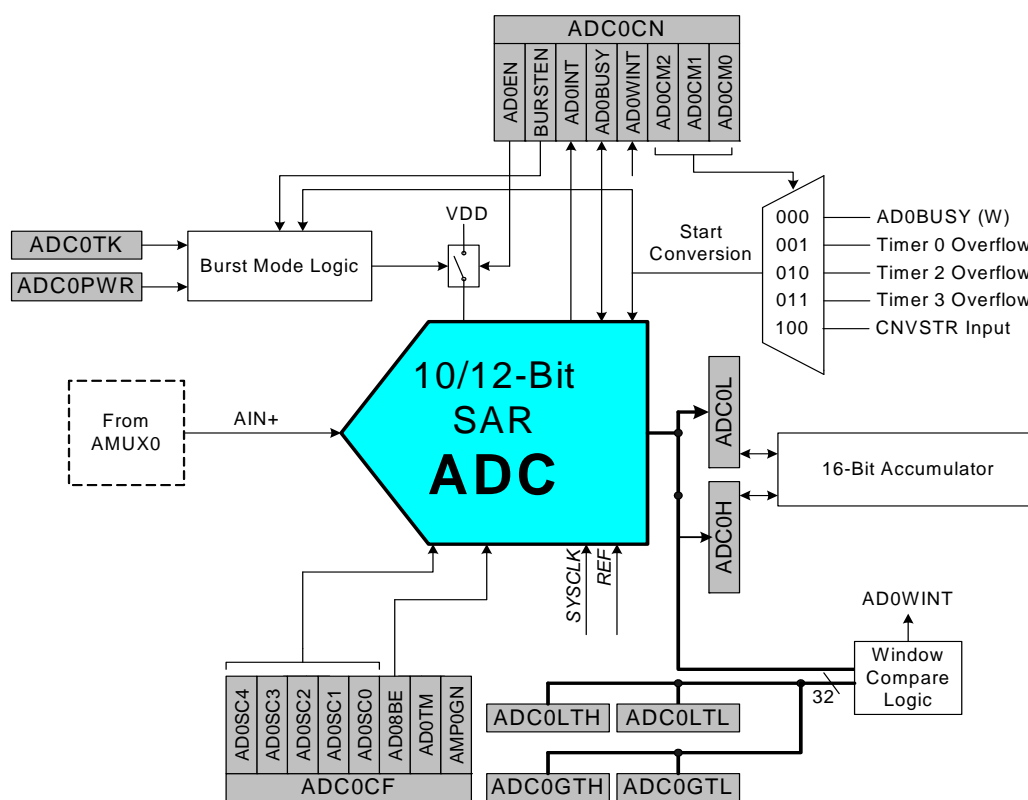 ADC0CN
AD0EN
BURSTEN
AD0INT
AD0BUSY
AD0WINT
AD0CM2
AD0CM1
AD0CM0
VDD
ADC0TK
ADC0PWR
Burst Mode Logic
Start
Conversion
000
001
010
011
100
AD0BUSY (W)
Timer 0 Overflow
Timer 2 Overflow
Timer 3 Overflow
CNVSTR Input
From
AMUX0
AIN+
10/12-Bit
SAR
ADC
ADC0L
ADC0H
16-Bit Accumulator
SYSCLK
REF
AD0WINT
Window
Compare
Logic
32
AD0SC4
AD0SC3
AD0SC2
AD0SC1
AD0SC0
AD08BE
AD0TM
AMP0GN
ADC0CF
ADC0LTH
ADC0LTL
ADC0GTH
ADC0GTL